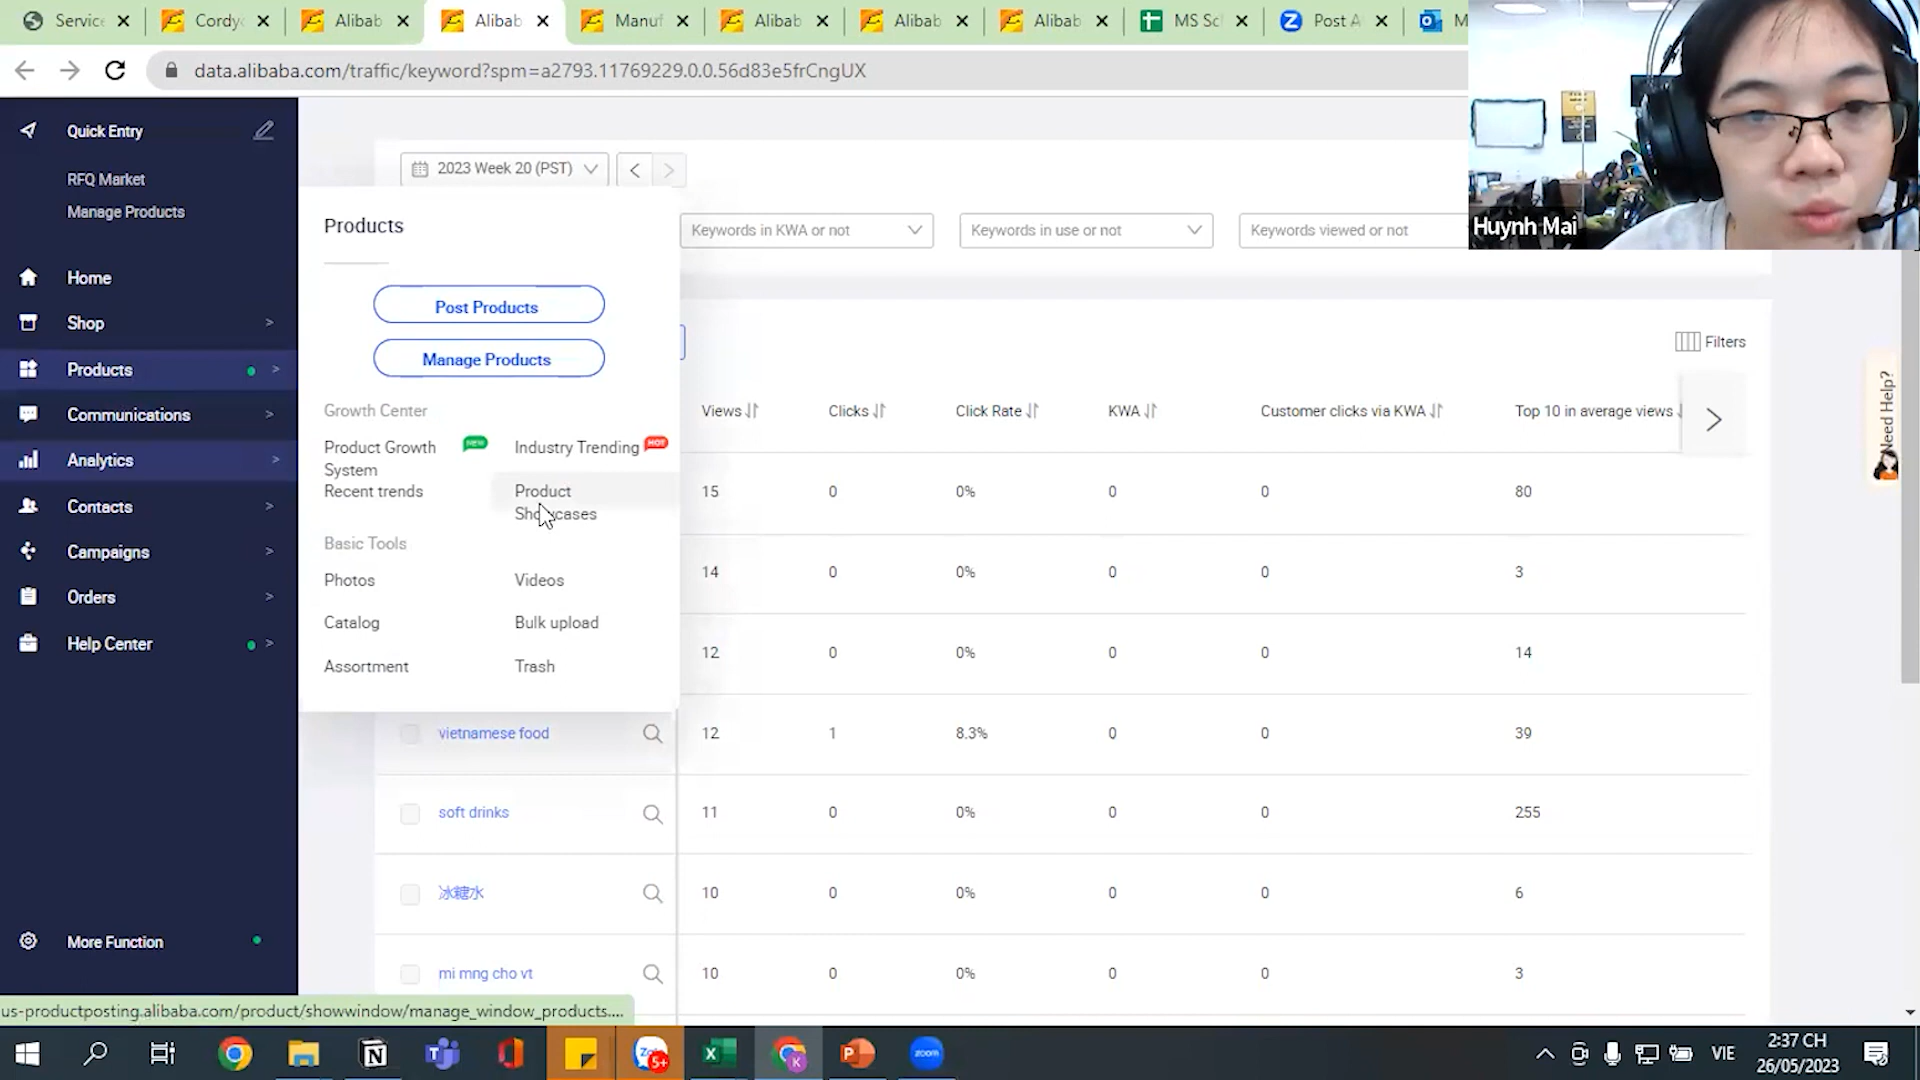 Servic
Cordy
Alibab
Alibab
Manuf
Alibab
Alibab
Alibab
MS Sc
Post A
M
data.alibaba.com/traffic/keyword?spm=a2793.11769229.0.0.56d83e5frCngUX
Huynh Mai
Quick Entry
RFQ Market
Manage Products
Home
Shop
Products
Communications
Analytics
Contacts
Campaigns
Orders
Help Center
More Function
2023 Week 20 (PST)
Keywords in KWA or not
Keywords in use or not
Keywords viewed or not
Products
Post Products
Manage Products
Growth Center
Product Growth System
NEW
Industry Trending
HOT
Recent trends
Product Showcases
Basic Tools
Photos
Videos
Catalog
Bulk upload
Assortment
Trash
Filters
Need Help?
Views Clicks Click Rate KWA Customer clicks via KWA Top 10 in average views
15 0 0% 0 0 80
14 0 0% 0 0 3
12 0 0% 0 0 14
vietnamese food 12 1 8.3% 0 0 39
soft drinks 11 0 0% 0 0 255
冰糖水 10 0 0% 0 0 6
mi mng cho vt 10 0 0% 0 0 3
us-productposting.alibaba.com/product/showwindow/manage_window_products....
5+
zoom
VIE
2:37 CH
26/05/2023